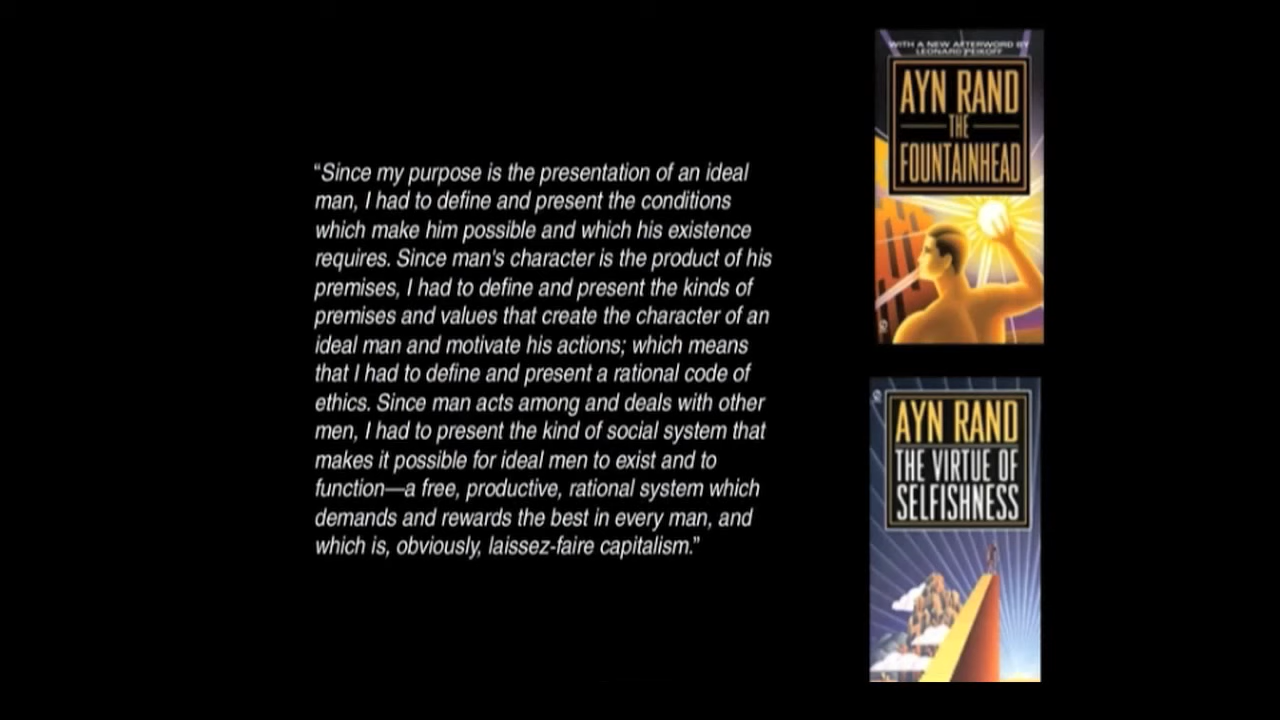 “Since my purpose is the presentation of an ideal
man, I had to define and present the conditions
which make him possible and which his existence
requires. Since man's character is the product of his
premises, I had to define and present the kinds of
premises and values that create the character of an
ideal man and motivate his actions; which means
that I had to define and present a rational code of
ethics. Since man acts among and deals with other
men, I had to present the kind of social system that
makes it possible for ideal men to exist and to
function—a free, productive, rational system which
demands and rewards the best in every man, and
which is, obviously, laissez-faire capitalism.”
WITH A NEW AFTERWORD BY
LEONARD PEIKOFF
AYN RAND
THE
FOUNTAINHEAD
AYN RAND
THE VIRTUE OF
SELFISHNESS